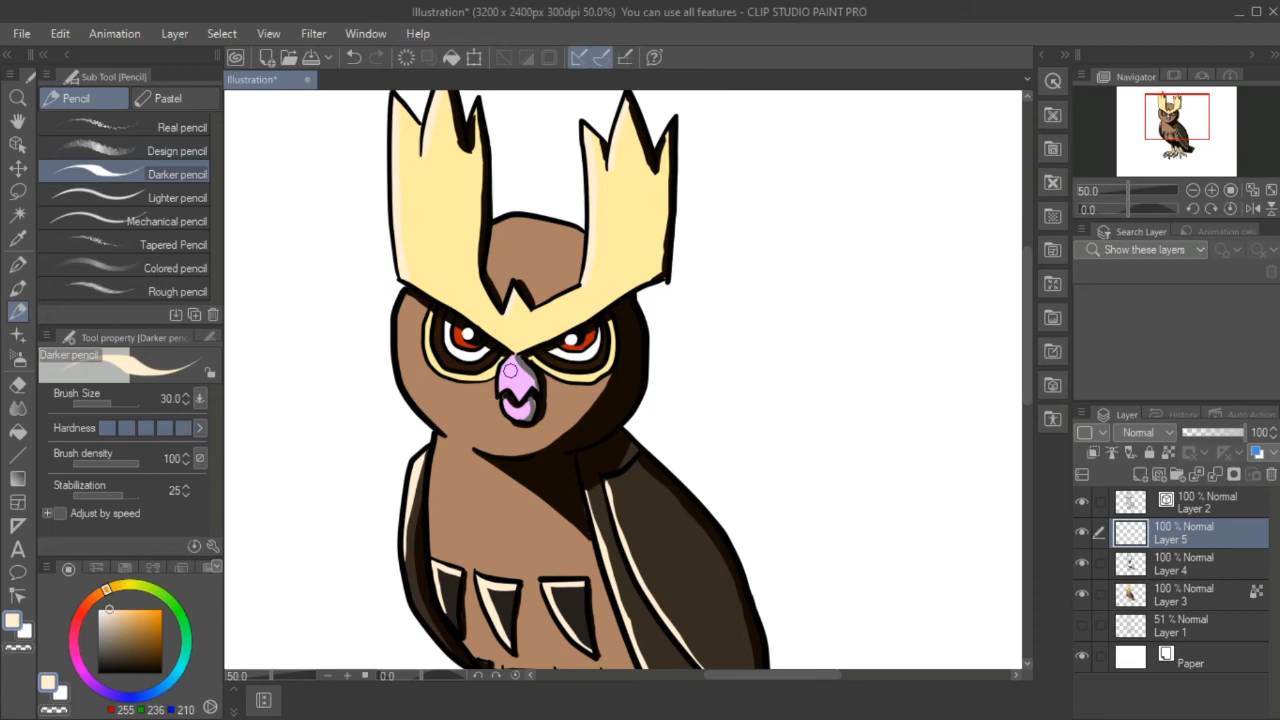 Illustration* (3200 x 2400px 300dpi 50.0%)  You can use all features - CLIP STUDIO PAINT PRO
File Edit Animation Layer Select View Filter Window Help
Sub Tool [Pencil]
Illustration*
Navigator
Pencil Pastel
Real pencil
Design pencil
Darker pencil
Lighter pencil
Mechanical pencil
Tapered Pencil
Colored pencil
Rough pencil
50.0
0.0
Search Layer Animation cels
Show these layers
Tool property [Darker penc
Darker pencil
Brush Size 30.0
Hardness
Brush density 100
Stabilization 25
Adjust by speed
Layer History Auto Action
Normal 100
100 % Normal
Layer 2
100 % Normal
Layer 5
100 % Normal
Layer 4
100 % Normal
Layer 3
51 % Normal
Layer 1
Paper
50.0 0.0
255 236 210